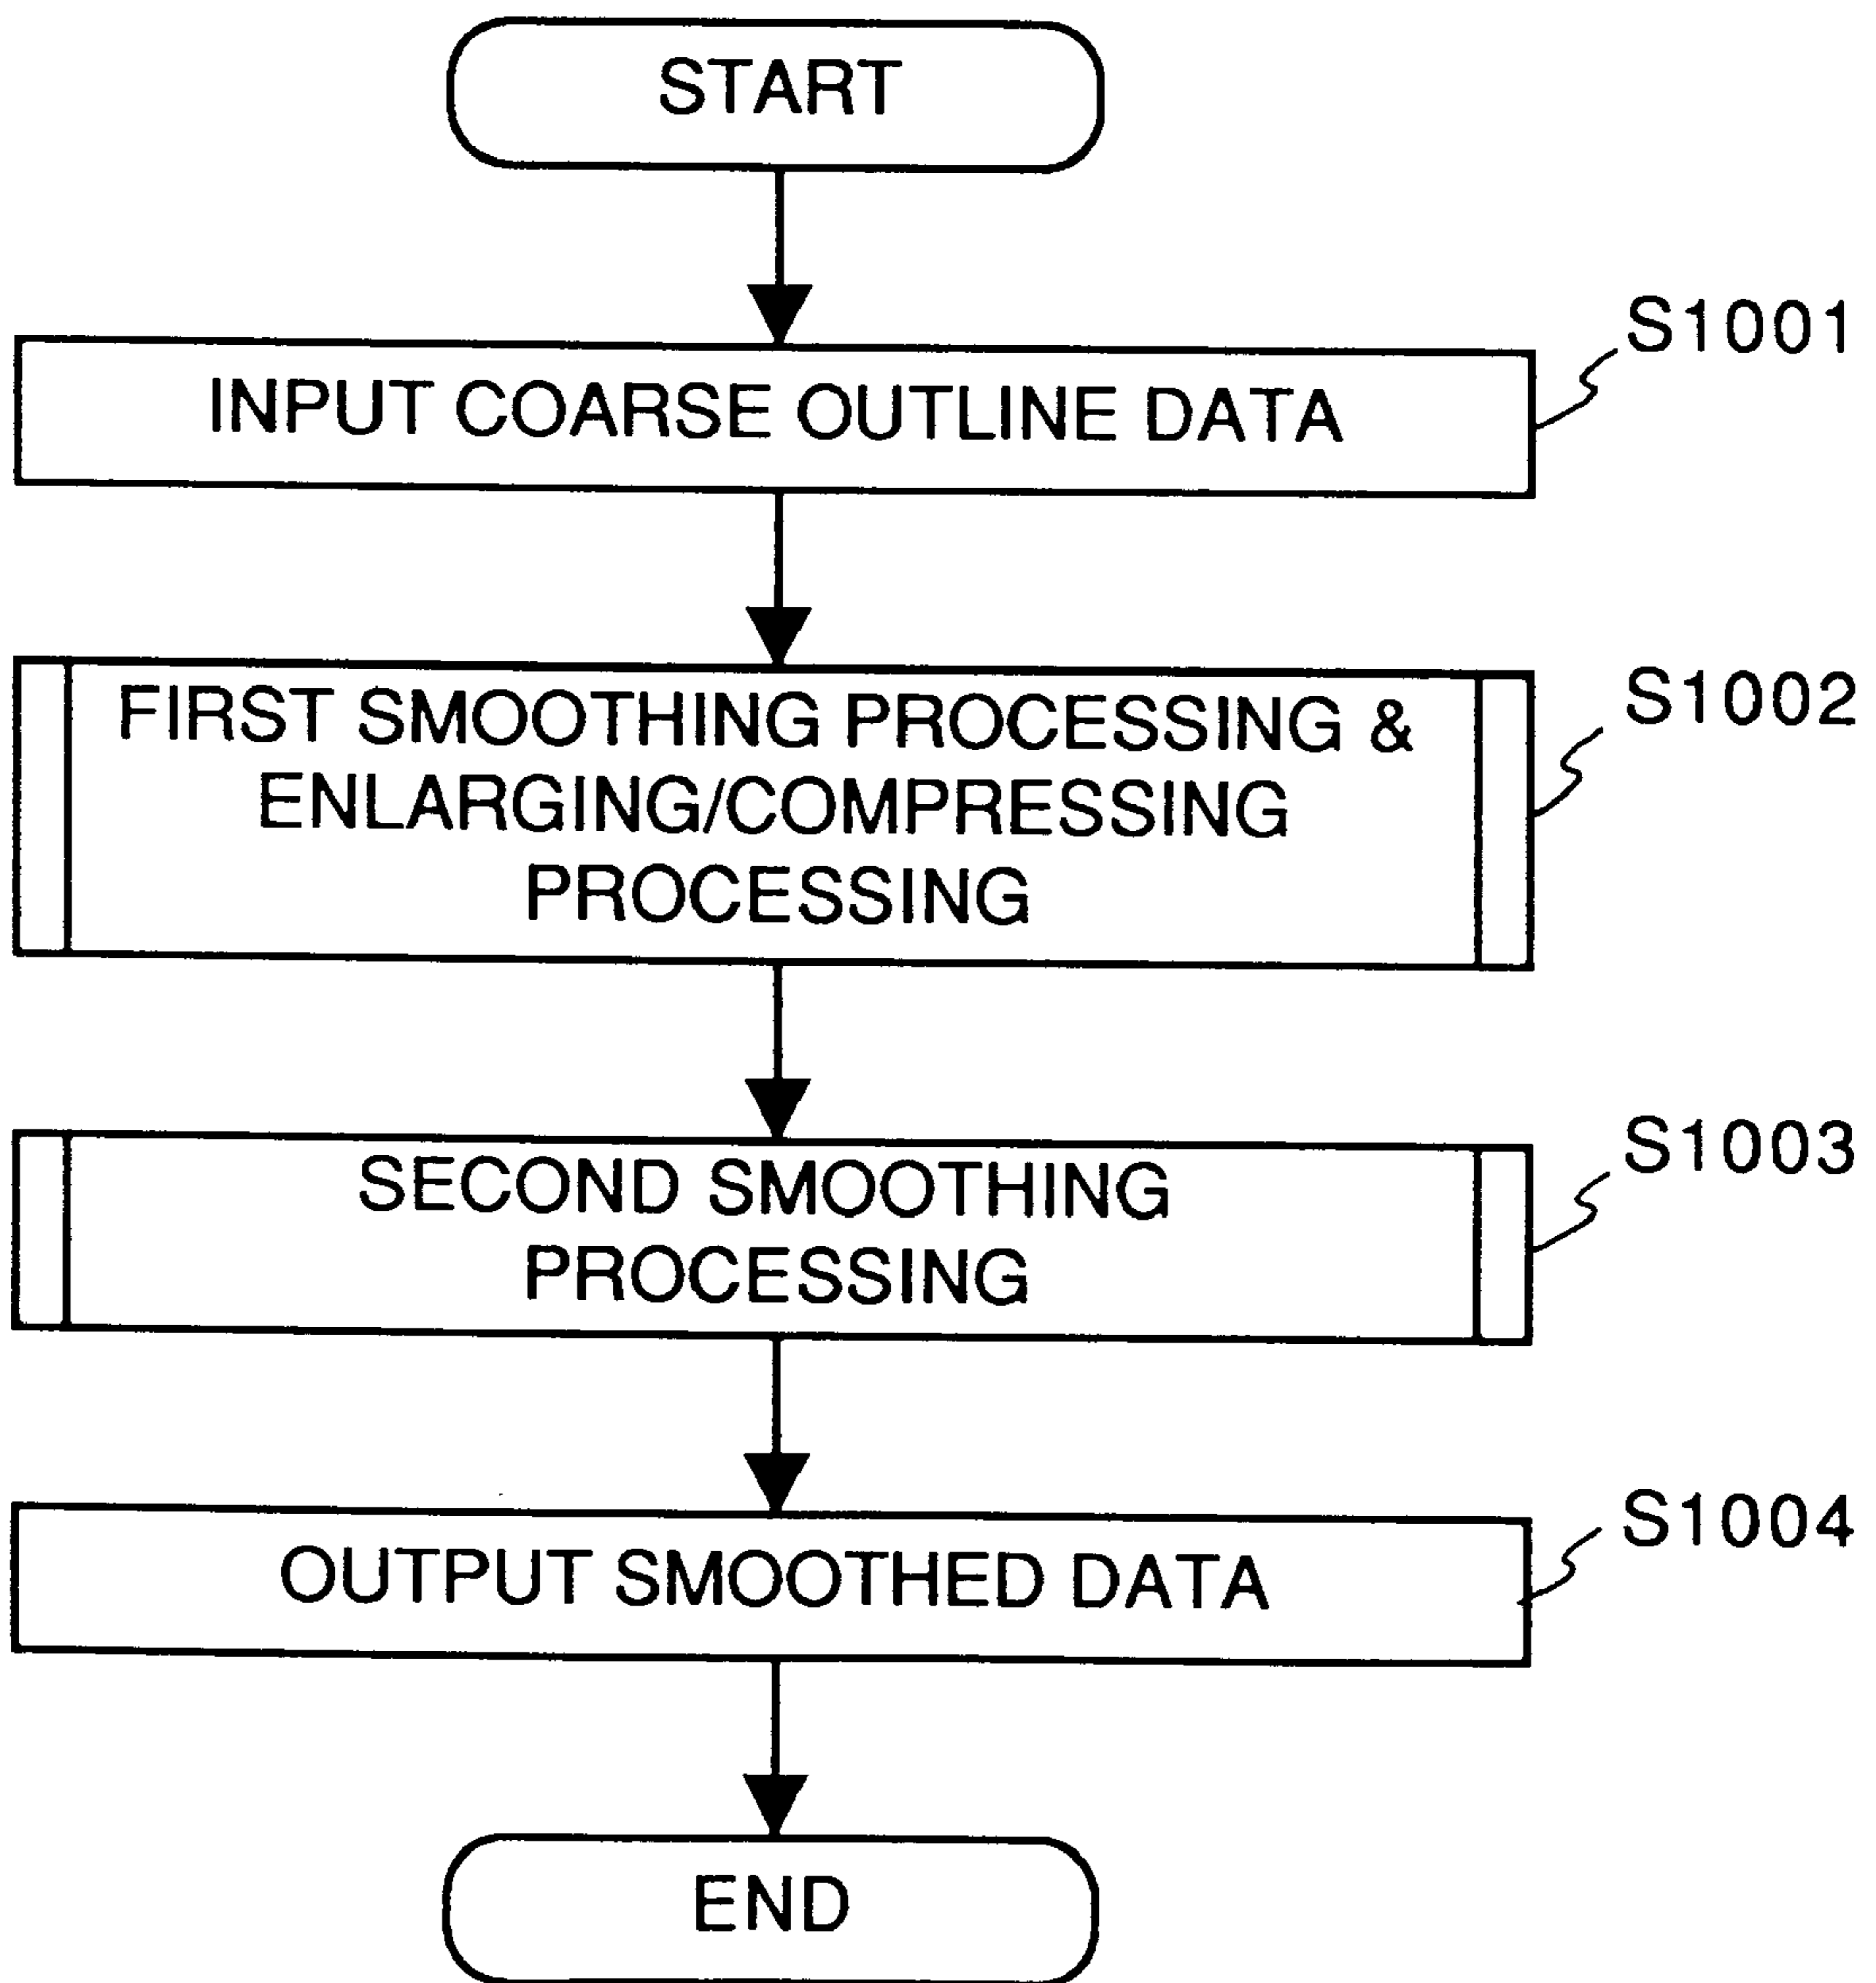 START
S1001
INPUT COARSE OUTLINE DATA
S1002
FIRST SMOOTHING PROCESSING &
ENLARGING/COMPRESSING
PROCESSING
S1003
SECOND SMOOTHING
PROCESSING
S1004
OUTPUT SMOOTHED DATA
END